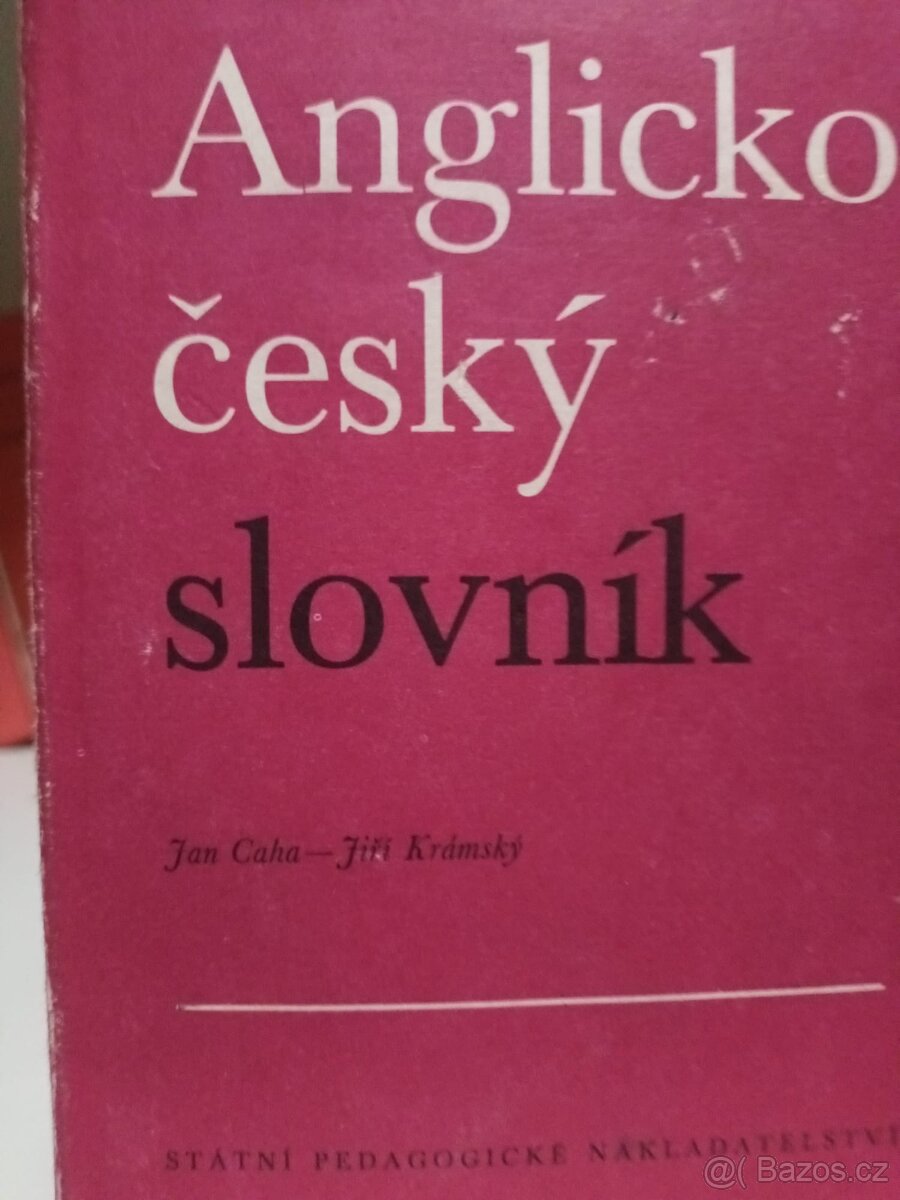 Anglicko
český
slovník
Jan Caha—Jiří Krámský
STÁTNÍ PEDAGOGICKÉ NAKLADATELSTVÍ
@( Bazos.cz